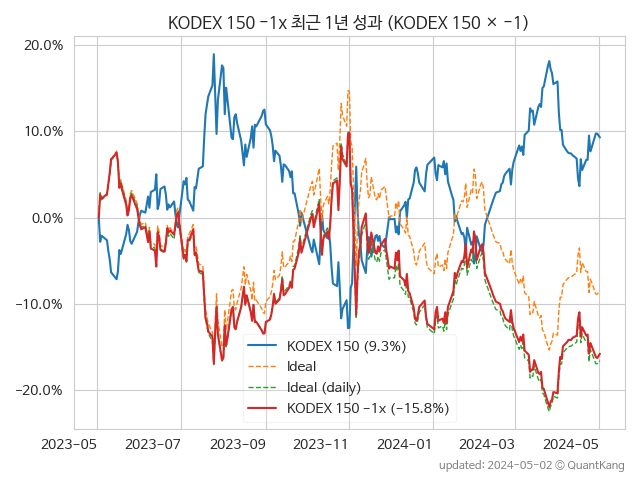 KODEX 150 −1x 최근 1년 성과 (KODEX 150 × −1)
20.0%
10.0%
0.0%
−10.0%
−20.0%
KODEX 150 (9.3%)
Ideal
Ideal (daily)
KODEX 150 −1x (−15.8%)
2023-05
2023-07
2023-09
2023-11
2024-01
2024-03
2024-05
updated: 2024-05-02 © QuantKang